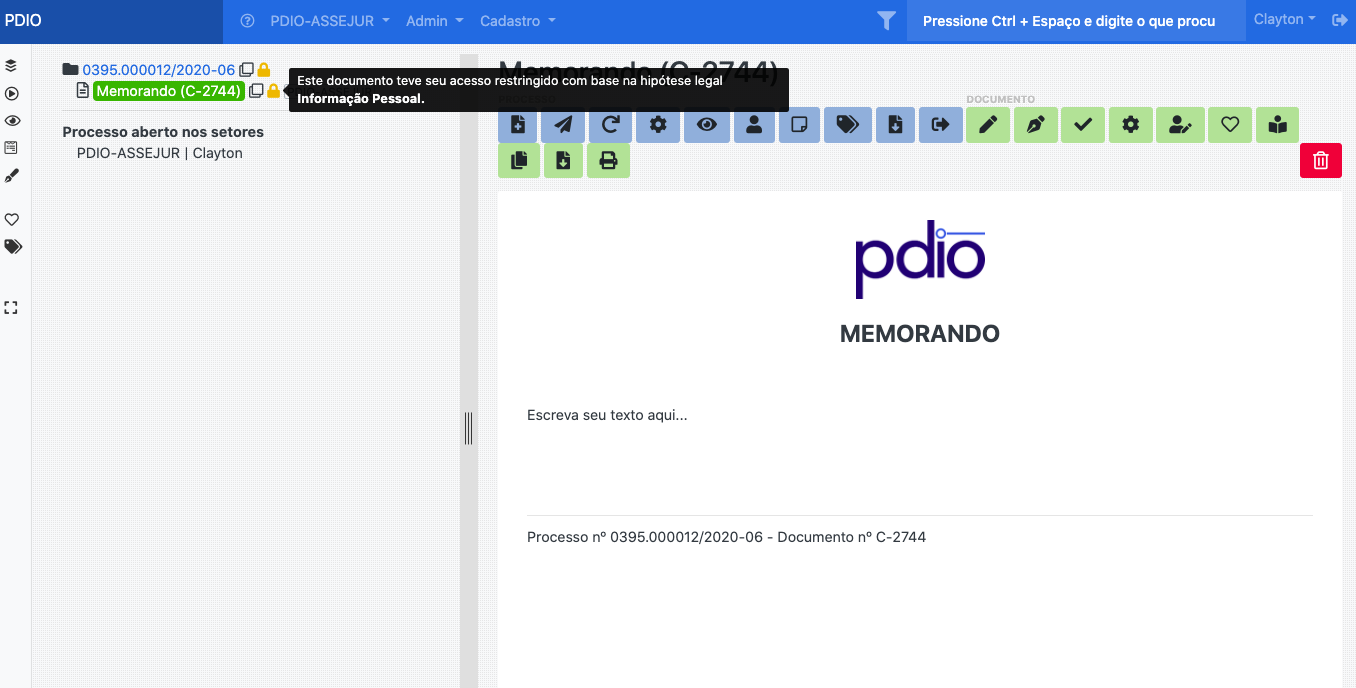 PDIO
PDIO-ASSEJUR
Admin
Cadastro
Pressione Ctrl + Espaço e digite o que procu
Clayton
0395.000012/2020-06
Memorando (C-2744)
Este documento teve seu acesso restringido com base na hipótese legal
Informação Pessoal.
Processo aberto nos setores
PDIO-ASSEJUR | Clayton
Memorando (C-2744)
PROCESSO
DOCUMENTO
pdio
MEMORANDO
Escreva seu texto aqui...
Processo nº 0395.000012/2020-06 - Documento nº C-2744